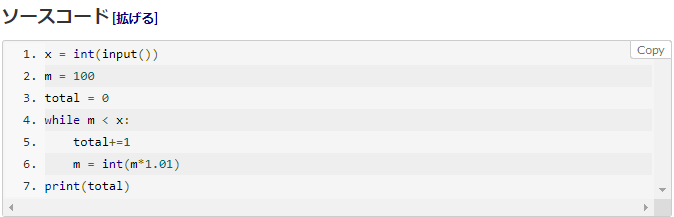 ソースコード[拡げる]
Copy
1. x = int(input())
2. m = 100
3. total = 0
4. while m < x:
5.     total+=1
6.     m = int(m*1.01)
7. print(total)